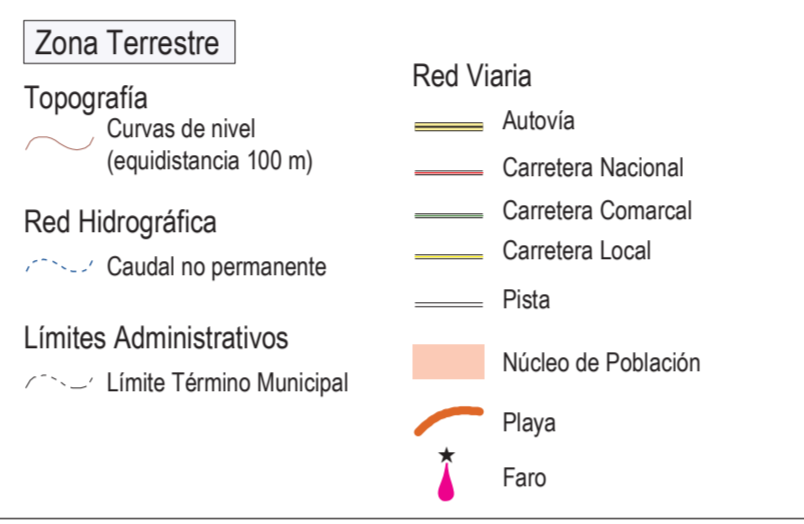 Zona Terrestre
Topografía
Curvas de nivel
(equidistancia 100 m)
Red Hidrográfica
Caudal no permanente
Límites Administrativos
Límite Término Municipal
Red Viaria
Autovía
Carretera Nacional
Carretera Comarcal
Carretera Local
Pista
Núcleo de Población
Playa
Faro